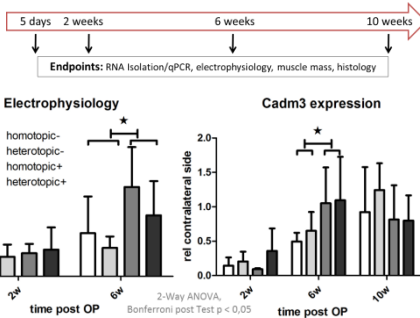 5 days 2 weeks 6 weeks 10 weeks
Endpoints: RNA Isolation/qPCR, electrophysiology, muscle mass, histology
Electrophysiology
homotopic-
heterotopic-
homotopic+
heterotopic+
★
2w 6w
time post OP
2-Way ANOVA,
Bonferroni post Test p < 0,05
Cadm3 expression
rel contralateral side
2.0
1.5
1.0
0.5
0.0
★
2w 6w 10w
time post OP